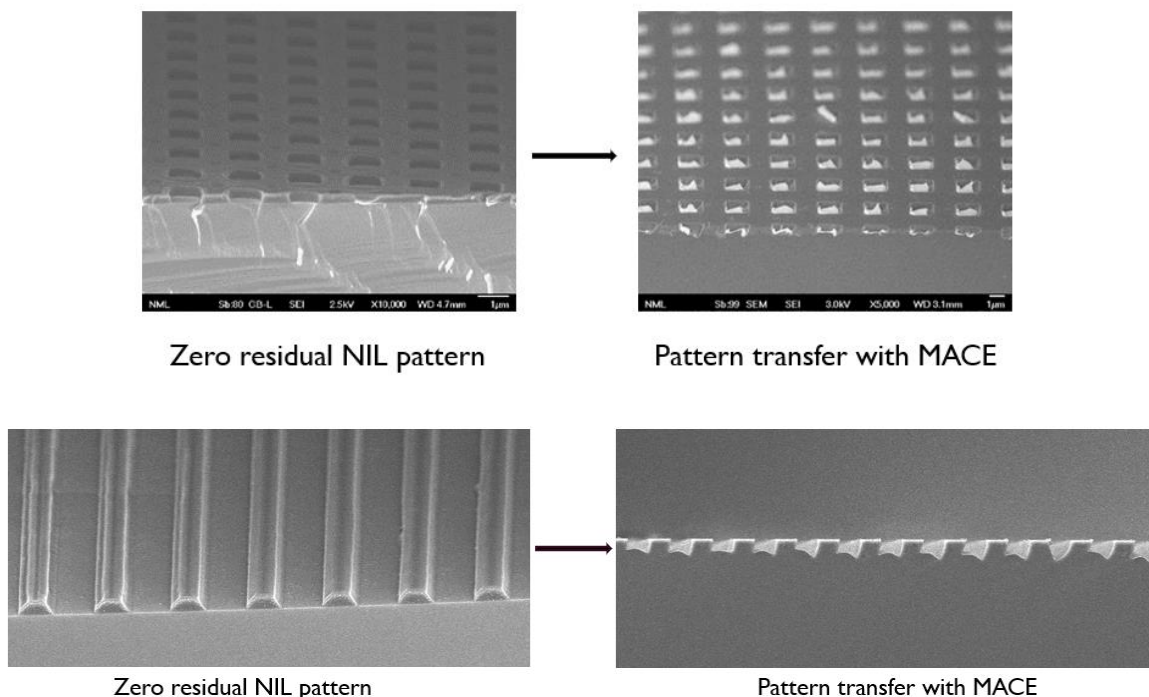 NML Sb:80 GB-L SEI 2.5kV X10,000 WD 4.7mm 1µm
NML Sb:99 SEM SEI 3.0kV X5,000 WD 3.1mm 1µm
Zero residual NIL pattern
Pattern transfer with MACE
Zero residual NIL pattern
Pattern transfer with MACE